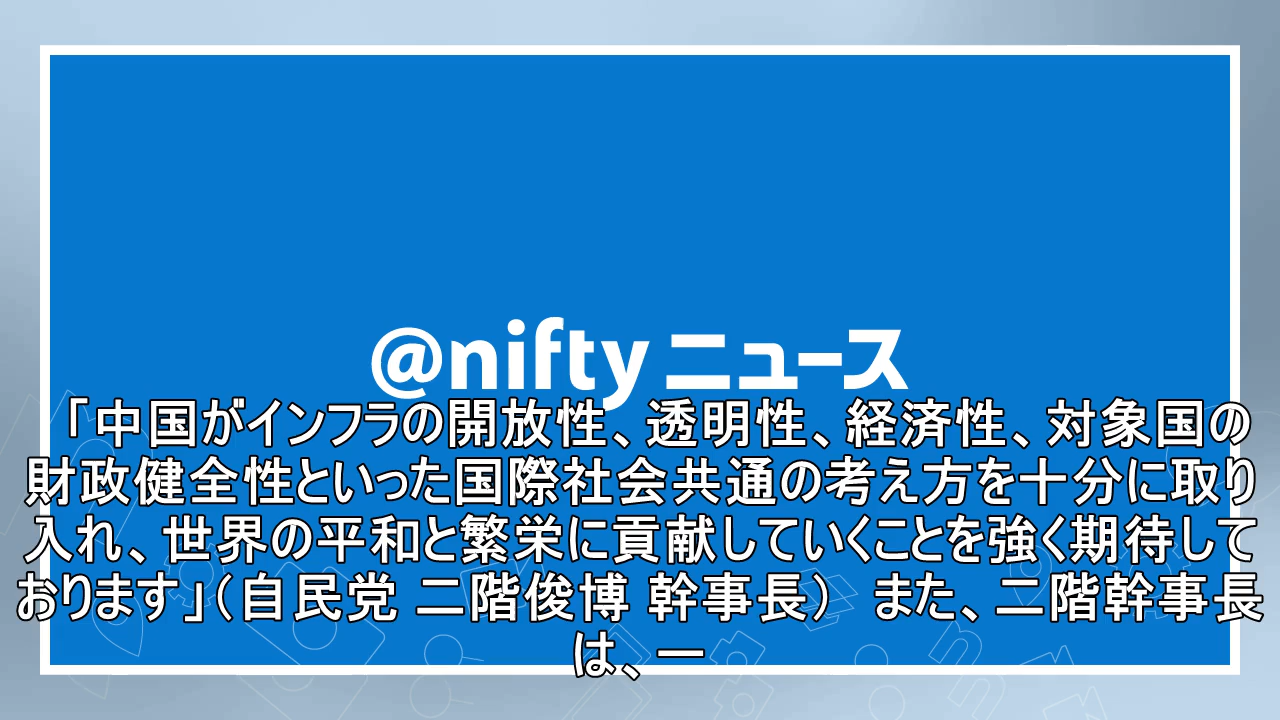 @niftyニュース
「中国がインフラの開放性、透明性、経済性、対象国の
財政健全性といった国際社会共通の考え方を十分に取り
入れ、世界の平和と繁栄に貢献していくことを強く期待して
おります」（自民党 二階俊博 幹事長）　また、二階幹事長
は、一